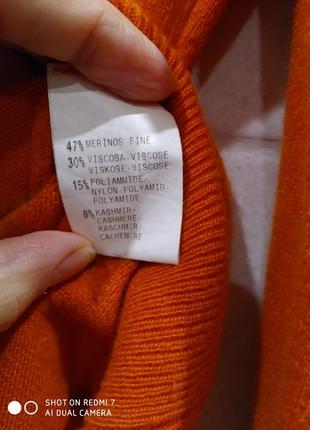 47% MERINOS FINE
30% VISCOSA-VISCOSE
VISKOSE-VISCOSE
15% POLIAMMIDE-
NYLON-POLYAMID-
POLYAMIDE
8% KASHMIR-
CASHMERE-
KASCHMIR-
CACHEMIRE
SHOT ON REDMI 7
AI DUAL CAMERA